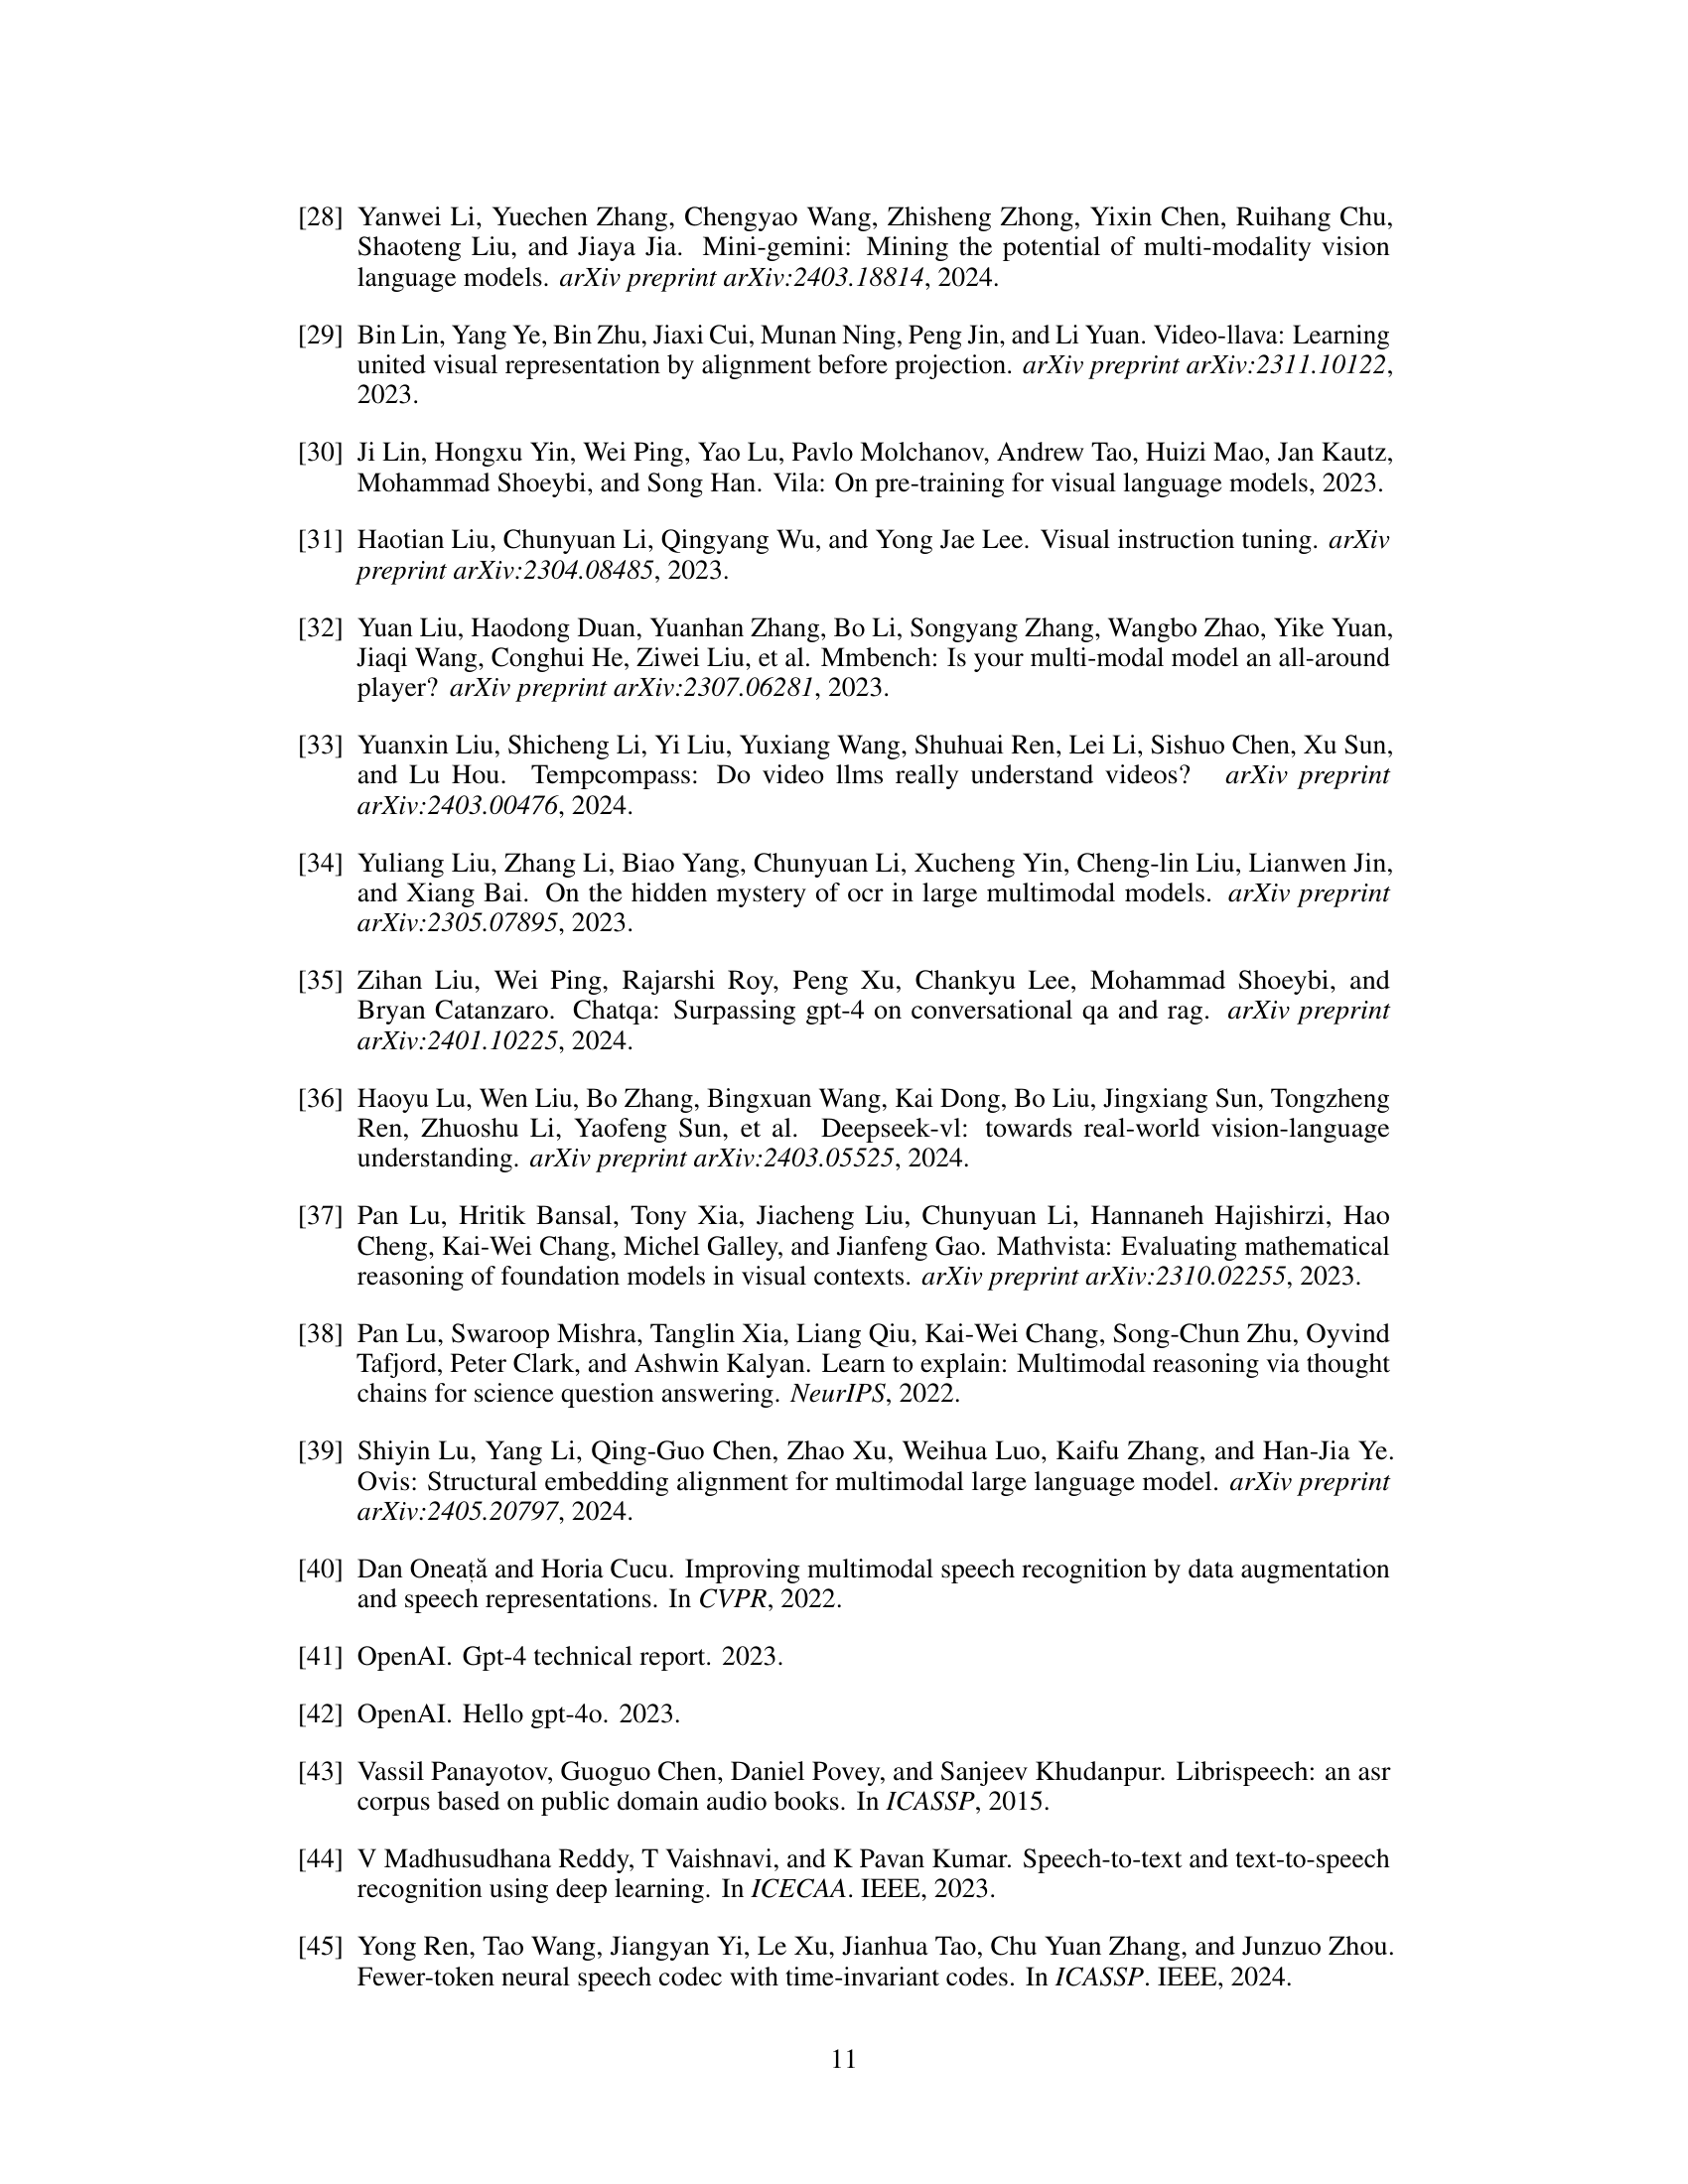 [28] Yanwei Li, Yuechen Zhang, Chengyao Wang, Zhisheng Zhong, Yixin Chen, Ruihang Chu,
Shaoteng Liu, and Jiaya Jia. Mini-gemini: Mining the potential of multi-modality vision
language models. arXiv preprint arXiv:2403.18814, 2024.
[29] Bin Lin, Yang Ye, Bin Zhu, Jiaxi Cui, Munan Ning, Peng Jin, and Li Yuan. Video-llava: Learning
united visual representation by alignment before projection. arXiv preprint arXiv:2311.10122,
2023.
[30] Ji Lin, Hongxu Yin, Wei Ping, Yao Lu, Pavlo Molchanov, Andrew Tao, Huizi Mao, Jan Kautz,
Mohammad Shoeybi, and Song Han. Vila: On pre-training for visual language models, 2023.
[31] Haotian Liu, Chunyuan Li, Qingyang Wu, and Yong Jae Lee. Visual instruction tuning. arXiv
preprint arXiv:2304.08485, 2023.
[32] Yuan Liu, Haodong Duan, Yuanhan Zhang, Bo Li, Songyang Zhang, Wangbo Zhao, Yike Yuan,
Jiaqi Wang, Conghui He, Ziwei Liu, et al. Mmbench: Is your multi-modal model an all-around
player? arXiv preprint arXiv:2307.06281, 2023.
[33] Yuanxin Liu, Shicheng Li, Yi Liu, Yuxiang Wang, Shuhuai Ren, Lei Li, Sishuo Chen, Xu Sun,
and Lu Hou. Tempcompass: Do video llms really understand videos? arXiv preprint
arXiv:2403.00476, 2024.
[34] Yuliang Liu, Zhang Li, Biao Yang, Chunyuan Li, Xucheng Yin, Cheng-lin Liu, Lianwen Jin,
and Xiang Bai. On the hidden mystery of ocr in large multimodal models. arXiv preprint
arXiv:2305.07895, 2023.
[35] Zihan Liu, Wei Ping, Rajarshi Roy, Peng Xu, Chankyu Lee, Mohammad Shoeybi, and
Bryan Catanzaro. Chatqa: Surpassing gpt-4 on conversational qa and rag. arXiv preprint
arXiv:2401.10225, 2024.
[36] Haoyu Lu, Wen Liu, Bo Zhang, Bingxuan Wang, Kai Dong, Bo Liu, Jingxiang Sun, Tongzheng
Ren, Zhuoshu Li, Yaofeng Sun, et al. Deepseek-vl: towards real-world vision-language
understanding. arXiv preprint arXiv:2403.05525, 2024.
[37] Pan Lu, Hritik Bansal, Tony Xia, Jiacheng Liu, Chunyuan Li, Hannaneh Hajishirzi, Hao
Cheng, Kai-Wei Chang, Michel Galley, and Jianfeng Gao. Mathvista: Evaluating mathematical
reasoning of foundation models in visual contexts. arXiv preprint arXiv:2310.02255, 2023.
[38] Pan Lu, Swaroop Mishra, Tanglin Xia, Liang Qiu, Kai-Wei Chang, Song-Chun Zhu, Oyvind
Tafjord, Peter Clark, and Ashwin Kalyan. Learn to explain: Multimodal reasoning via thought
chains for science question answering. NeurIPS, 2022.
[39] Shiyin Lu, Yang Li, Qing-Guo Chen, Zhao Xu, Weihua Luo, Kaifu Zhang, and Han-Jia Ye.
Ovis: Structural embedding alignment for multimodal large language model. arXiv preprint
arXiv:2405.20797, 2024.
[40] Dan Oneaţă and Horia Cucu. Improving multimodal speech recognition by data augmentation
and speech representations. In CVPR, 2022.
[41] OpenAI. Gpt-4 technical report. 2023.
[42] OpenAI. Hello gpt-4o. 2023.
[43] Vassil Panayotov, Guoguo Chen, Daniel Povey, and Sanjeev Khudanpur. Librispeech: an asr
corpus based on public domain audio books. In ICASSP, 2015.
[44] V Madhusudhana Reddy, T Vaishnavi, and K Pavan Kumar. Speech-to-text and text-to-speech
recognition using deep learning. In ICECAA. IEEE, 2023.
[45] Yong Ren, Tao Wang, Jiangyan Yi, Le Xu, Jianhua Tao, Chu Yuan Zhang, and Junzuo Zhou.
Fewer-token neural speech codec with time-invariant codes. In ICASSP. IEEE, 2024.
11